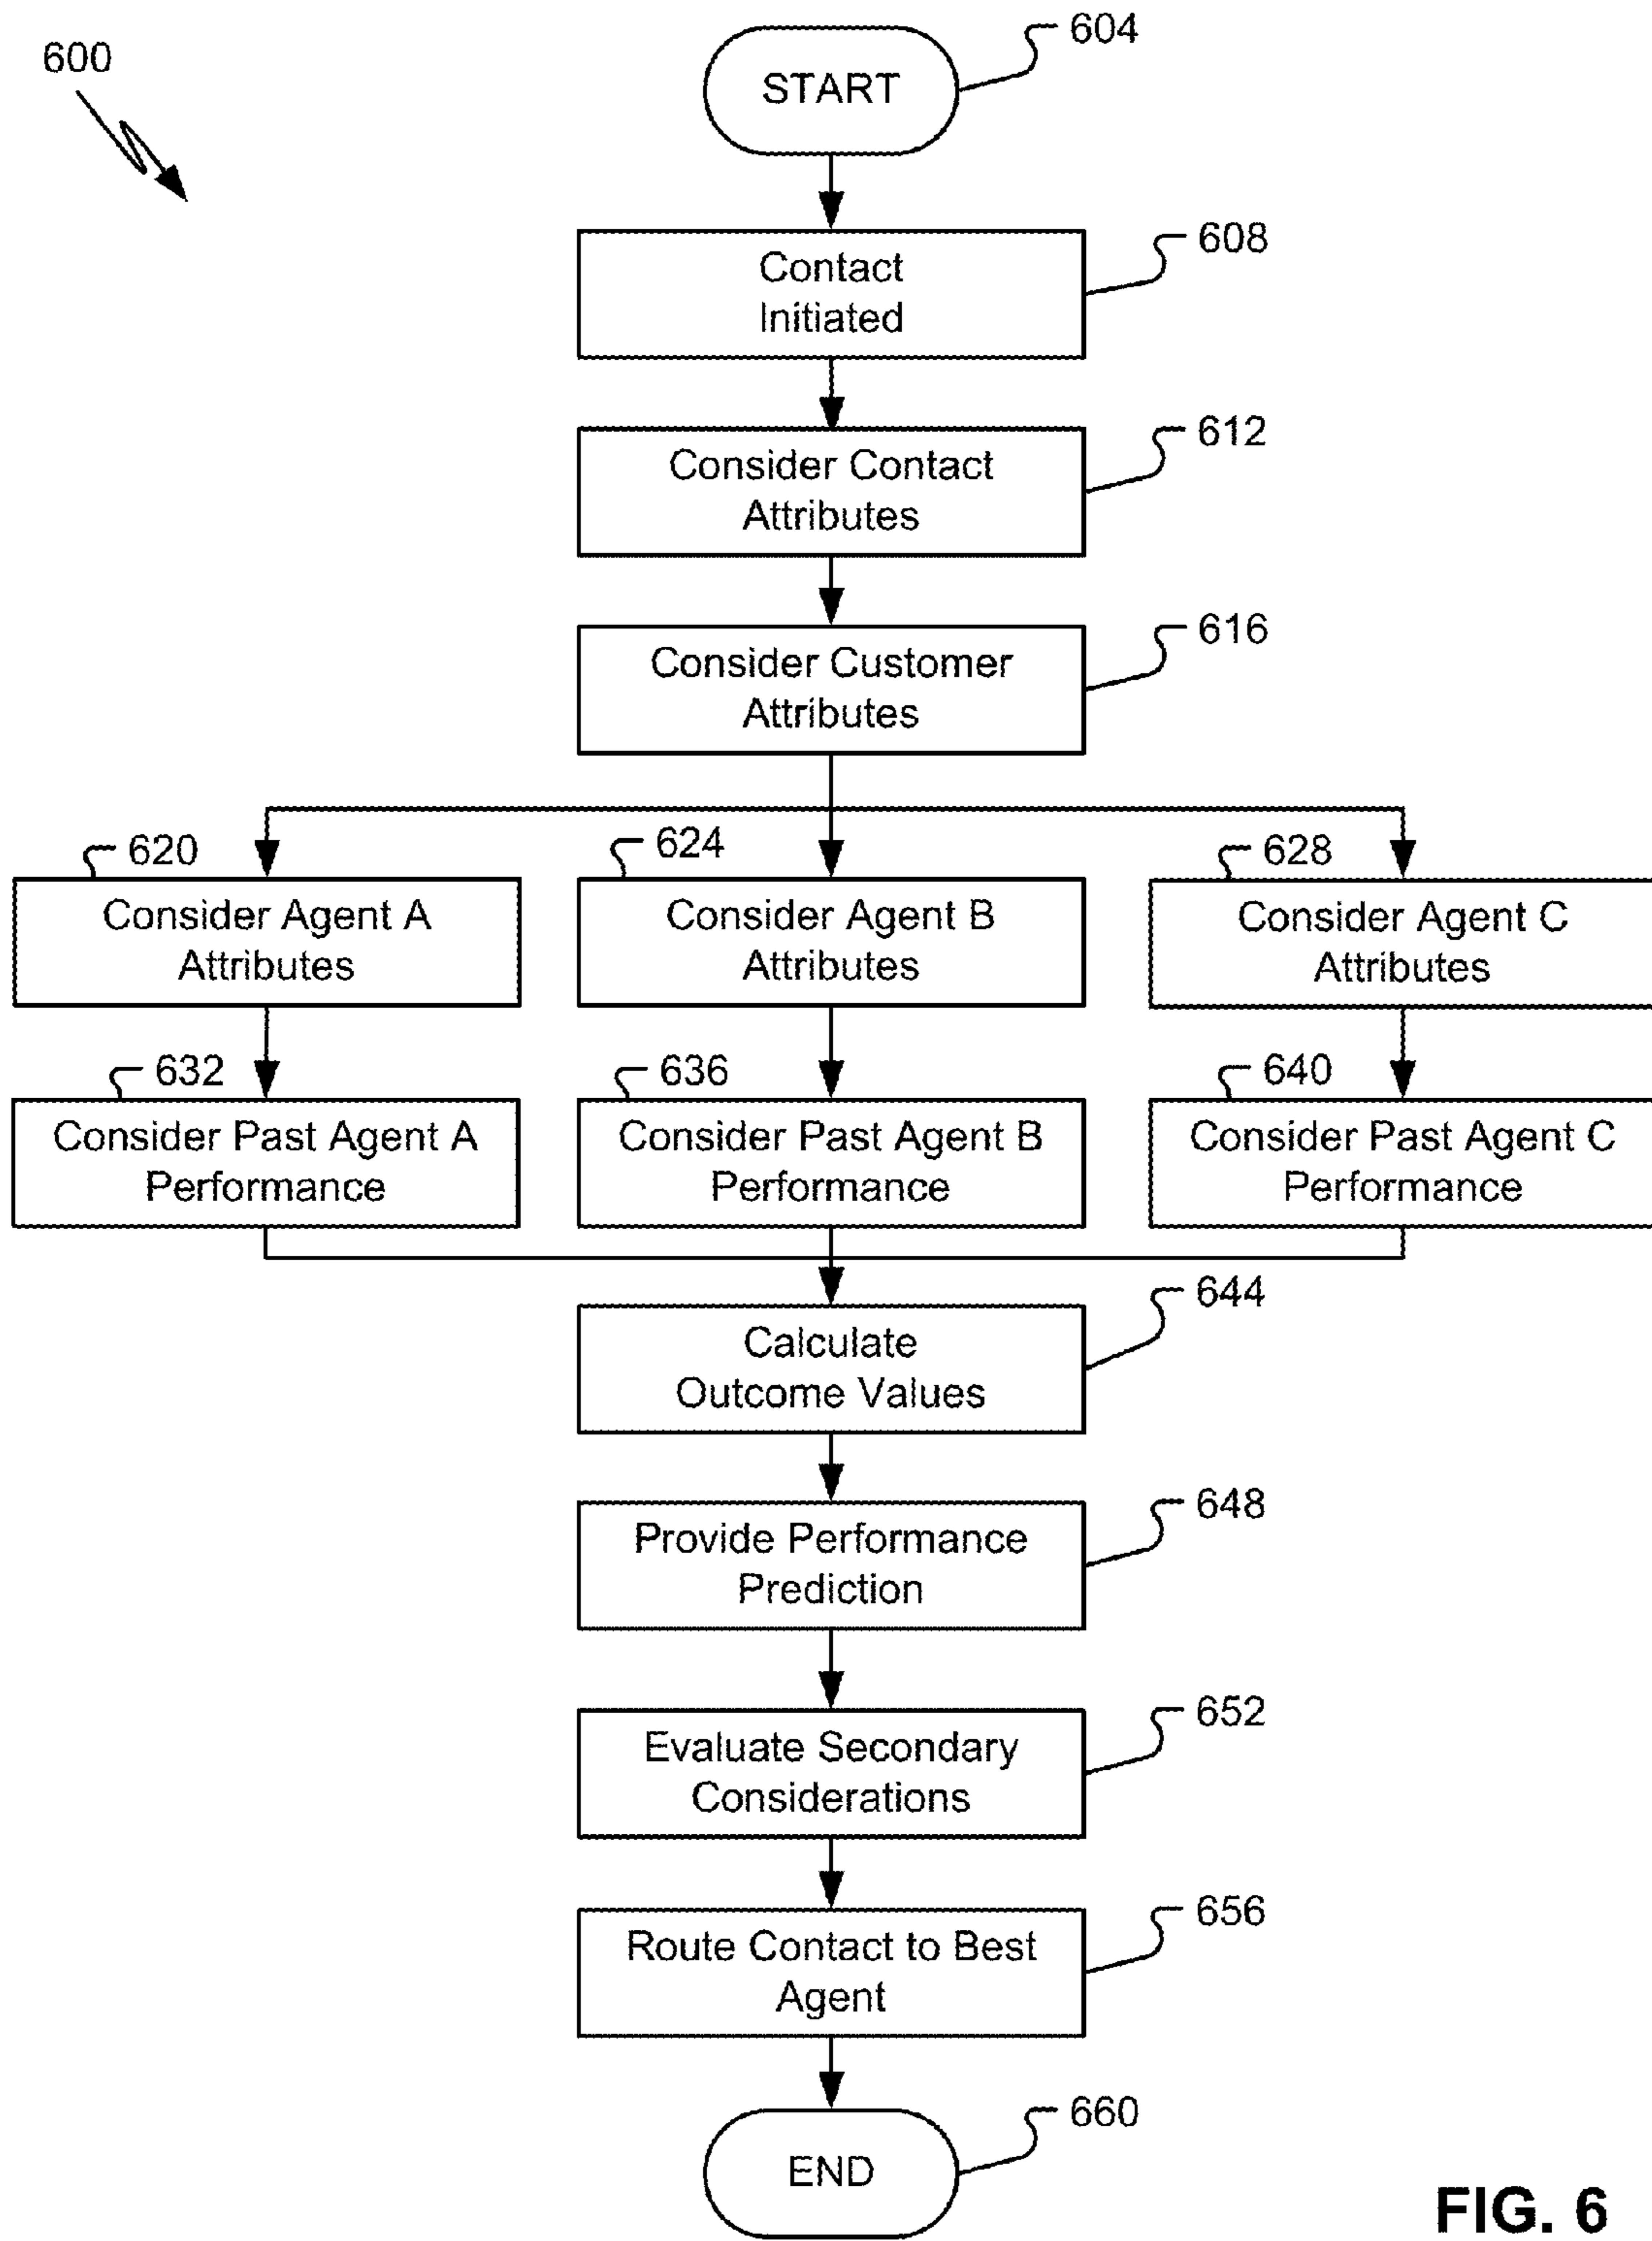 600
604
START
608
Contact
Initiated
612
Consider Contact
Attributes
616
Consider Customer
Attributes
620
Consider Agent A
Attributes
624
Consider Agent B
Attributes
628
Consider Agent C
Attributes
632
Consider Past Agent A
Performance
636
Consider Past Agent B
Performance
640
Consider Past Agent C
Performance
644
Calculate
Outcome Values
648
Provide Performance
Prediction
652
Evaluate Secondary
Considerations
656
Route Contact to Best
Agent
660
END
FIG. 6